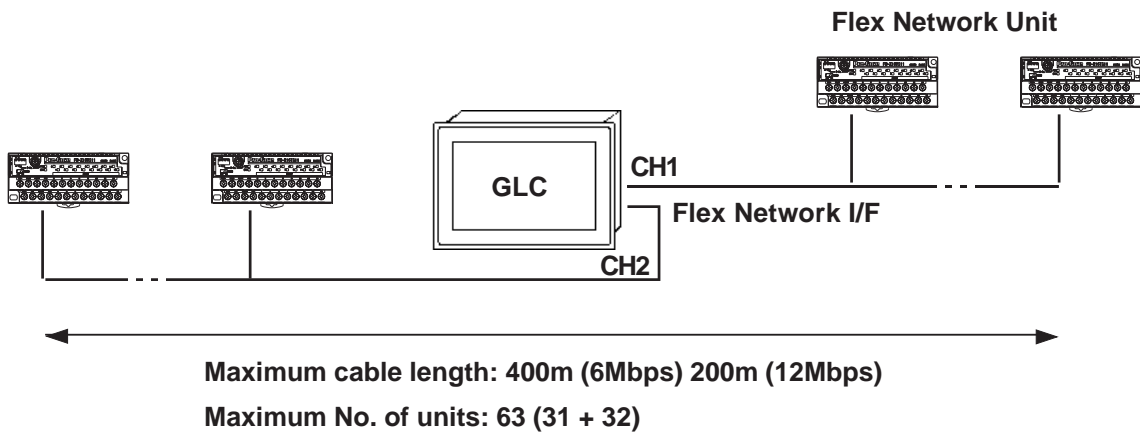 Flex Network Unit
CH1
GLC
Flex Network I/F
CH2
Maximum cable length: 400m (6Mbps) 200m (12Mbps)
Maximum No. of units: 63 (31 + 32)